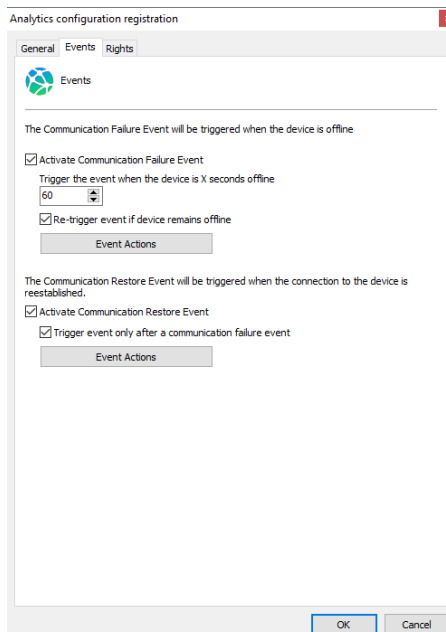 Analytics configuration registration
General Events Rights
Events
The Communication Failure Event will be triggered when the device is offline
Activate Communication Failure Event
Trigger the event when the device is X seconds offline
60
Re-trigger event if device remains offline
Event Actions
The Communication Restore Event will be triggered when the connection to the device is
reestablished.
Activate Communication Restore Event
Trigger event only after a communication failure event
Event Actions
OK Cancel